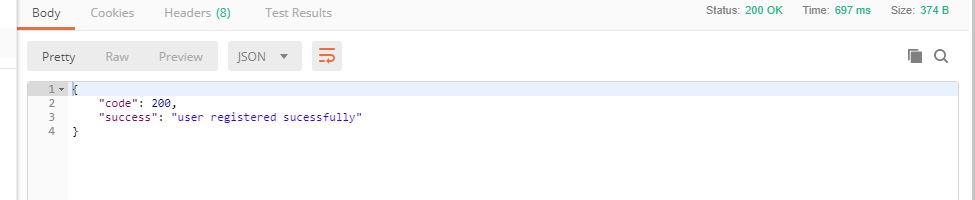 Body Cookies Headers (8) Test Results Status: 200 OK Time: 697 ms Size: 374 B
Pretty Raw Preview JSON
1 {
2 "code": 200,
3 "success": "user registered sucessfully"
4 }